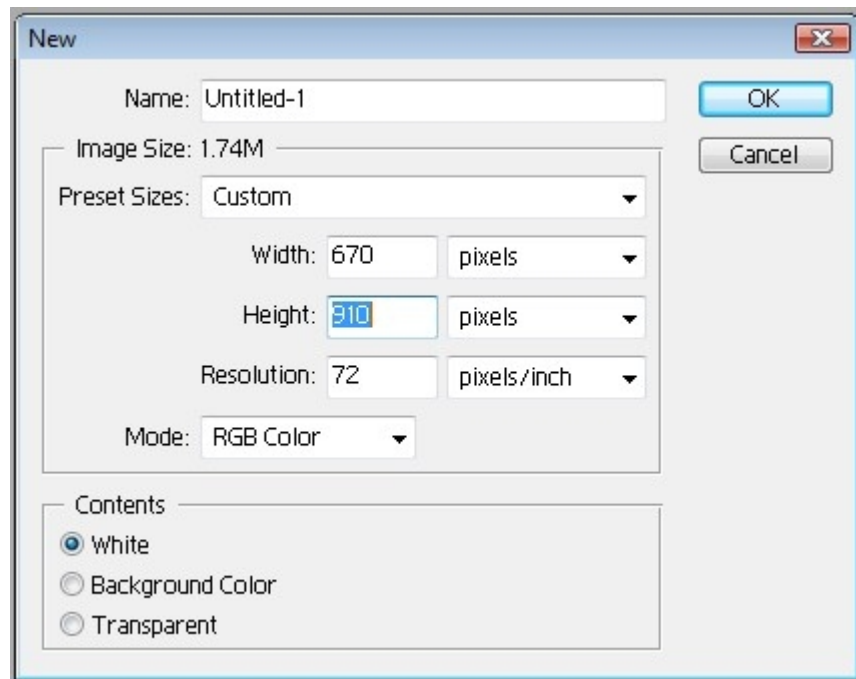 New
Name: Untitled-1
OK
Image Size: 1.74M
Cancel
Preset Sizes: Custom
Width: 670 pixels
Height: 910 pixels
Resolution: 72 pixels/inch
Mode: RGB Color
Contents
White
Background Color
Transparent